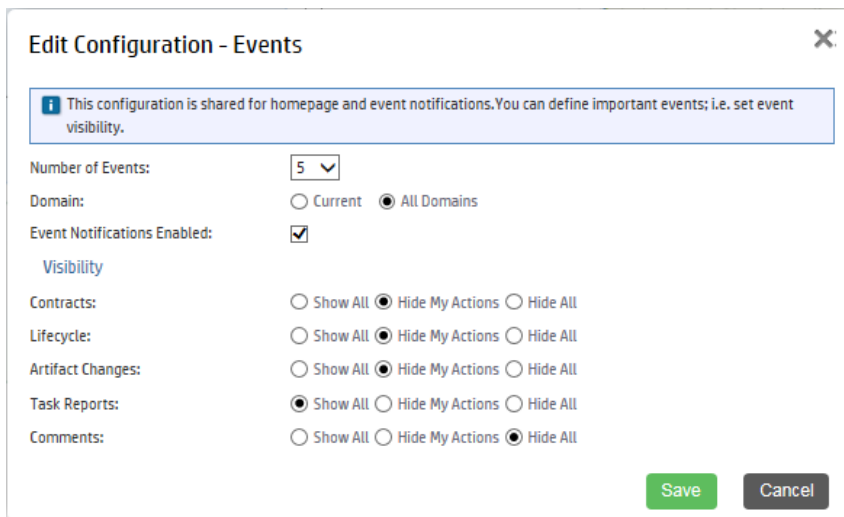 Edit Configuration - Events
This configuration is shared for homepage and event notifications.You can define important events; i.e. set event
visibility.
Number of Events: 5
Domain: Current All Domains
Event Notifications Enabled:
Visibility
Contracts: Show All Hide My Actions Hide All
Lifecycle: Show All Hide My Actions Hide All
Artifact Changes: Show All Hide My Actions Hide All
Task Reports: Show All Hide My Actions Hide All
Comments: Show All Hide My Actions Hide All
Save Cancel